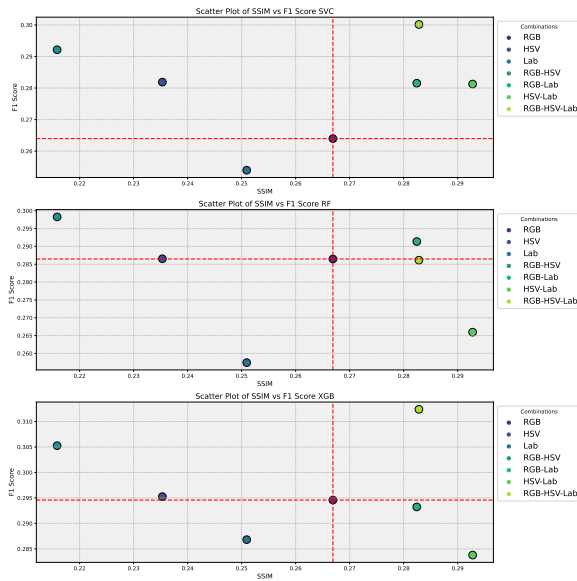 Scatter Plot of SSIM vs F1 Score SVC
F1 Score
0.30
0.29
0.28
0.27
0.26
0.22
0.23
0.24
0.25
0.26
0.27
0.28
0.29
SSIM
Combinations
RGB
HSV
Lab
RGB-HSV
RGB-Lab
HSV-Lab
RGB-HSV-Lab
Scatter Plot of SSIM vs F1 Score RF
F1 Score
0.300
0.295
0.290
0.285
0.280
0.275
0.270
0.265
0.260
0.22
0.23
0.24
0.25
0.26
0.27
0.28
0.29
SSIM
Combinations
RGB
HSV
Lab
RGB-HSV
RGB-Lab
HSV-Lab
RGB-HSV-Lab
Scatter Plot of SSIM vs F1 Score XGB
F1 Score
0.310
0.305
0.300
0.295
0.290
0.285
0.22
0.23
0.24
0.25
0.26
0.27
0.28
0.29
SSIM
Combinations
RGB
HSV
Lab
RGB-HSV
RGB-Lab
HSV-Lab
RGB-HSV-Lab